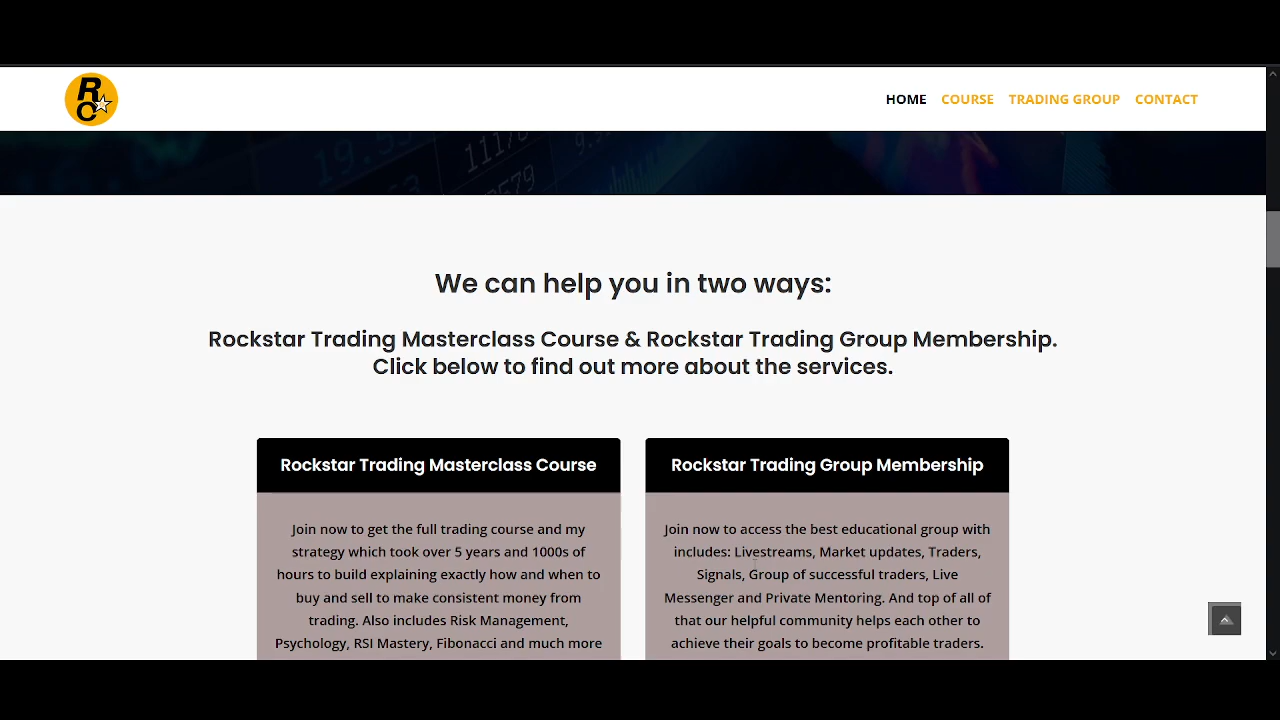 R
C
HOME COURSE TRADING GROUP CONTACT
We can help you in two ways:
Rockstar Trading Masterclass Course & Rockstar Trading Group Membership.
Click below to find out more about the services.
Rockstar Trading Masterclass Course
Join now to get the full trading course and my
strategy which took over 5 years and 1000s of
hours to build explaining exactly how and when to
buy and sell to make consistent money from
trading. Also includes Risk Management,
Psychology, RSI Mastery, Fibonacci and much more
Rockstar Trading Group Membership
Join now to access the best educational group with
includes: Livestreams, Market updates, Traders,
Signals, Group of successful traders, Live
Messenger and Private Mentoring. And top of all of
that our helpful community helps each other to
achieve their goals to become profitable traders.